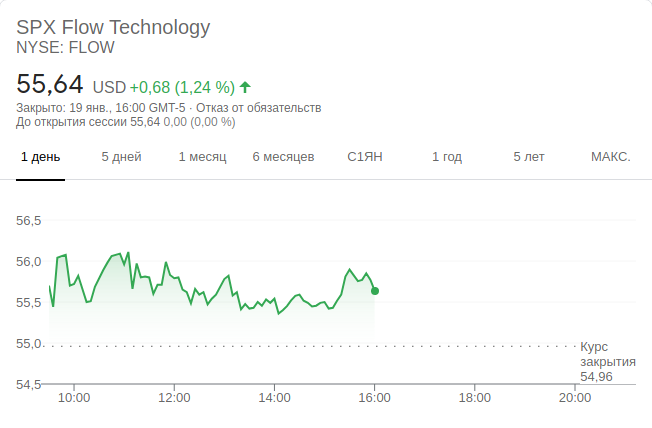 SPX Flow Technology
NYSE: FLOW
55,64 USD +0,68 (1,24 %)
Закрыто: 19 янв., 16:00 GMT-5 · Отказ от обязательств
До открытия сессии 55,64 0,00 (0,00 %)
1 день 5 дней 1 месяц 6 месяцев С1ЯН 1 год 5 лет МАКС.
56,5
56,0
55,5
55,0
Курс
закрытия
54,96
54,5
10:00 12:00 14:00 16:00 18:00 20:00